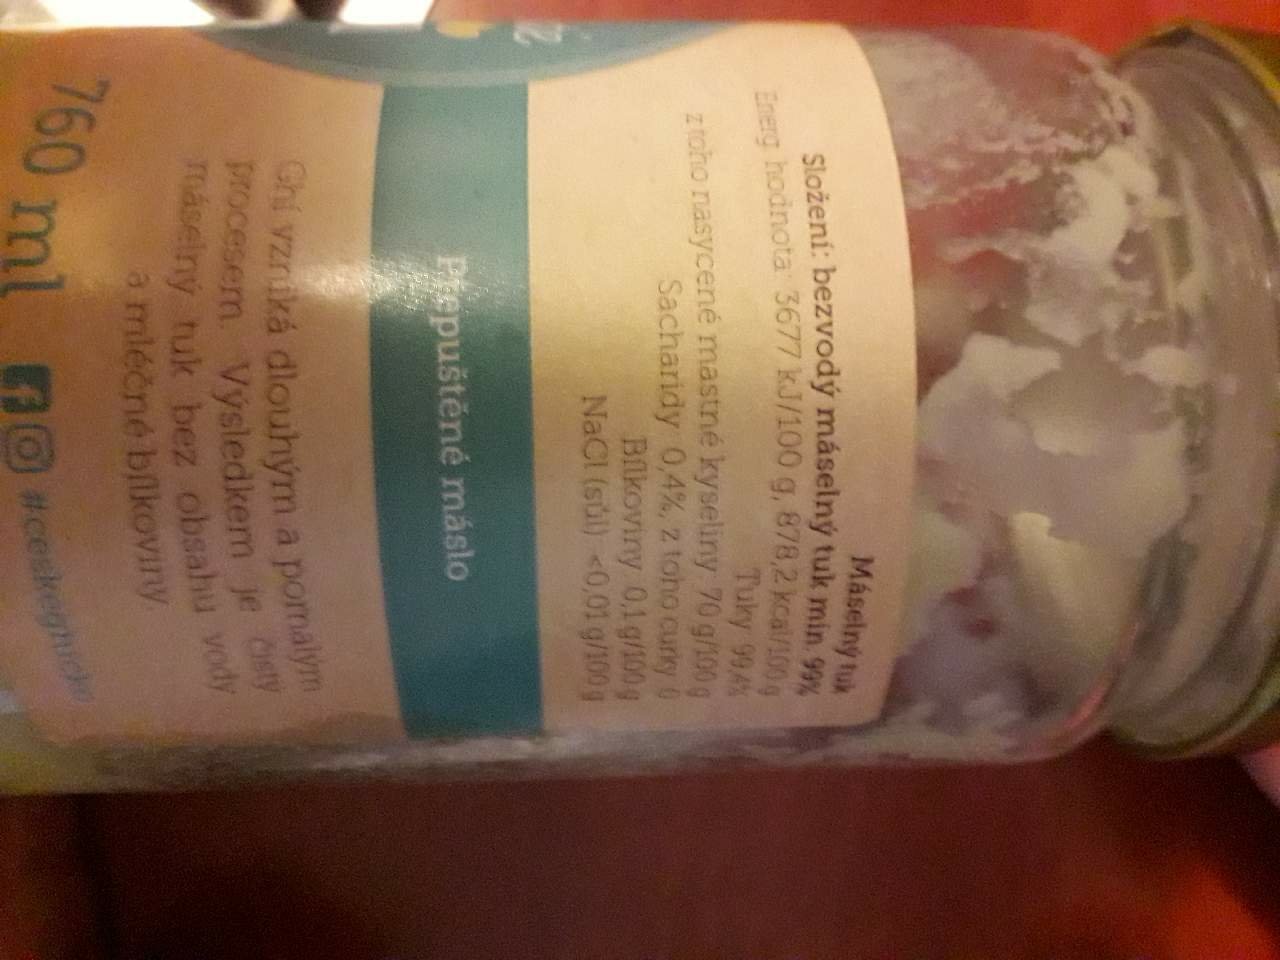 Máselný tuk
Složení: bezvodý máselný tuk min. 99%
Energ. hodnota: 3677 kJ/100 g, 878,2 kcal/100 g
Tuky 99,4%
z toho nasycené mastné kyseliny 70 g/100 g
Sacharidy 0,4%, z toho cukry 0
Bílkoviny 0,1 g/100 g
NaCl (sůl) <0,01 g/100 g
Přepuštěné máslo
Ghí vzniká dlouhým a pomalým
procesem. Výsledkem je čistý
máselný tuk bez obsahu vody
a mléčné bílkoviny.
760 ml #ceskeghicko